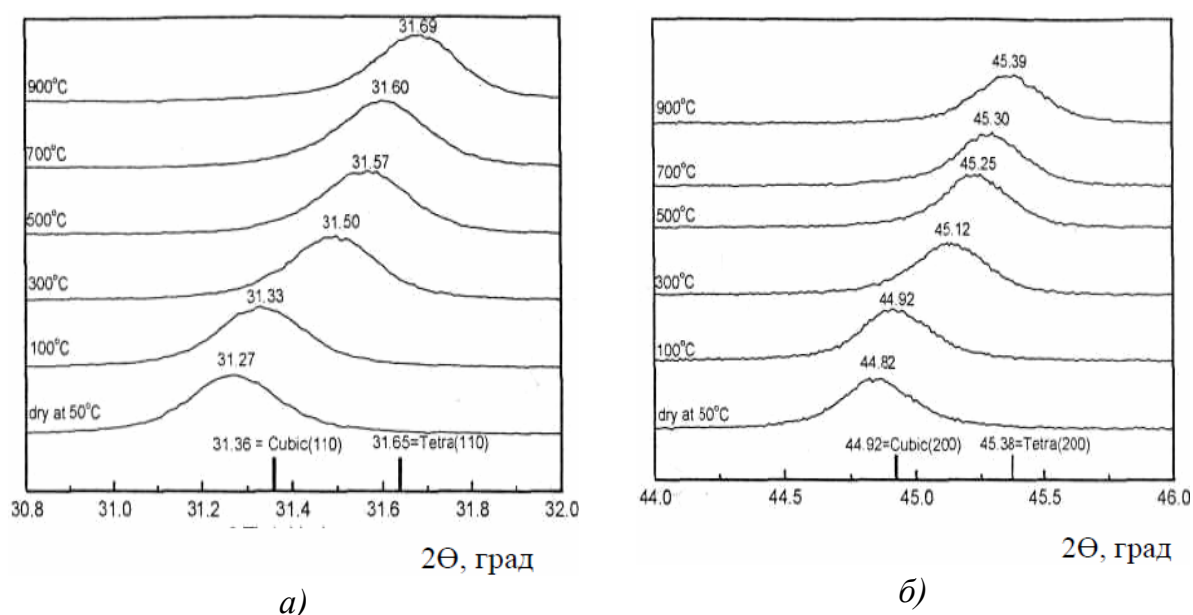 31.69
900°C
31.60
700°C
31.57
500°C
31.50
300°C
31.33
100°C
31.27
dry at 50°C
31.36 = Cubic(110)
31.65=Tetra(110)
30.8 31.0 31.2 31.4 31.6 31.8 32.0
2Ө, град
а)
45.39
900°C
45.30
700°C
45.25
500°C
45.12
300°C
44.92
100°C
44.82
dry at 50°C
44.92=Cubic(200)
45.38=Tetra(200)
44.0 44.5 45.0 45.5 46.0
2Ө, град
б)